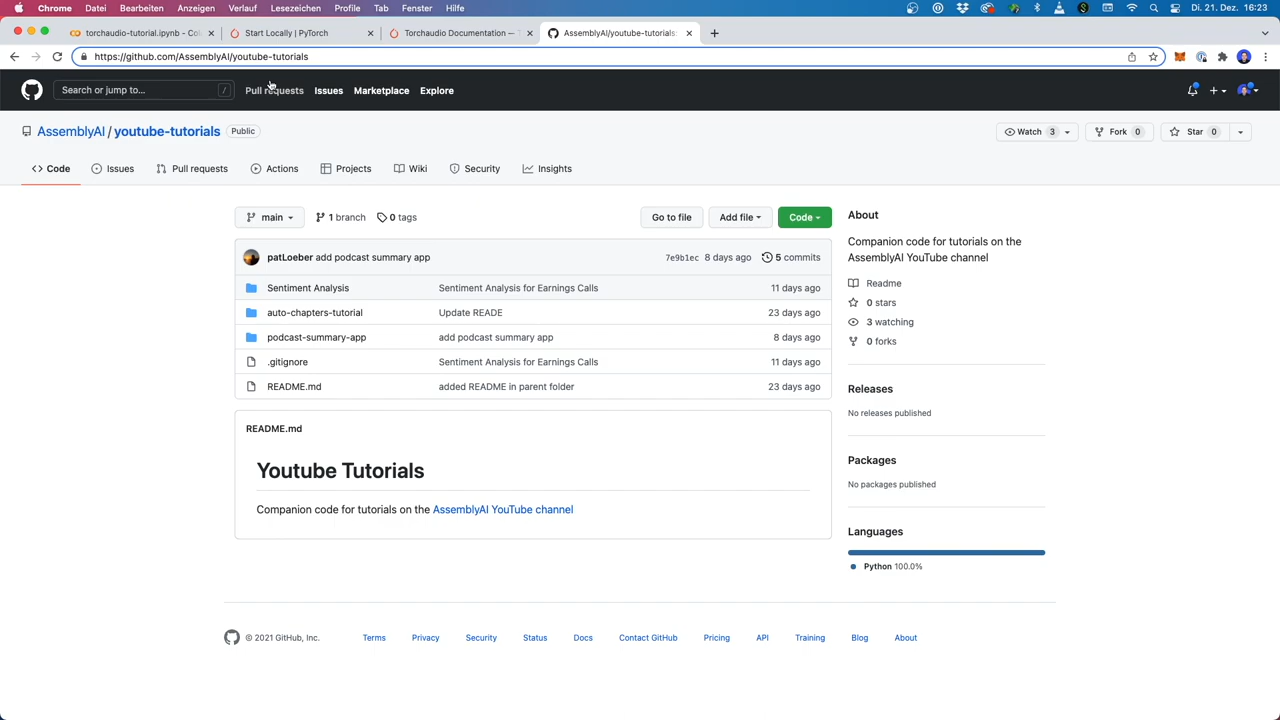 Chrome Datei Bearbeiten Anzeigen Verlauf Lesezeichen Profile Tab Fenster Hilfe Di. 21. Dez. 16:23
torchaudio-tutorial.ipynb - Co Start Locally | PyTorch Torchaudio Documentation — AssemblyAI/youtube-tutorials:
https://github.com/AssemblyAI/youtube-tutorials
Search or jump to... / Pull requests Issues Marketplace Explore
AssemblyAI / youtube-tutorials Public Watch 3 Fork 0 Star 0
Code Issues Pull requests Actions Projects Wiki Security Insights
main 1 branch 0 tags Go to file Add file Code
About
Companion code for tutorials on the
AssemblyAI YouTube channel
Readme
0 stars
3 watching
0 forks
Releases
No releases published
Packages
No packages published
Languages
Python 100.0%
patLoeber add podcast summary app 7e9b1ec 8 days ago 5 commits
Sentiment Analysis Sentiment Analysis for Earnings Calls 11 days ago
auto-chapters-tutorial Update READE 23 days ago
podcast-summary-app add podcast summary app 8 days ago
.gitignore Sentiment Analysis for Earnings Calls 11 days ago
README.md added README in parent folder 23 days ago
README.md
Youtube Tutorials
Companion code for tutorials on the AssemblyAI YouTube channel
© 2021 GitHub, Inc. Terms Privacy Security Status Docs Contact GitHub Pricing API Training Blog About